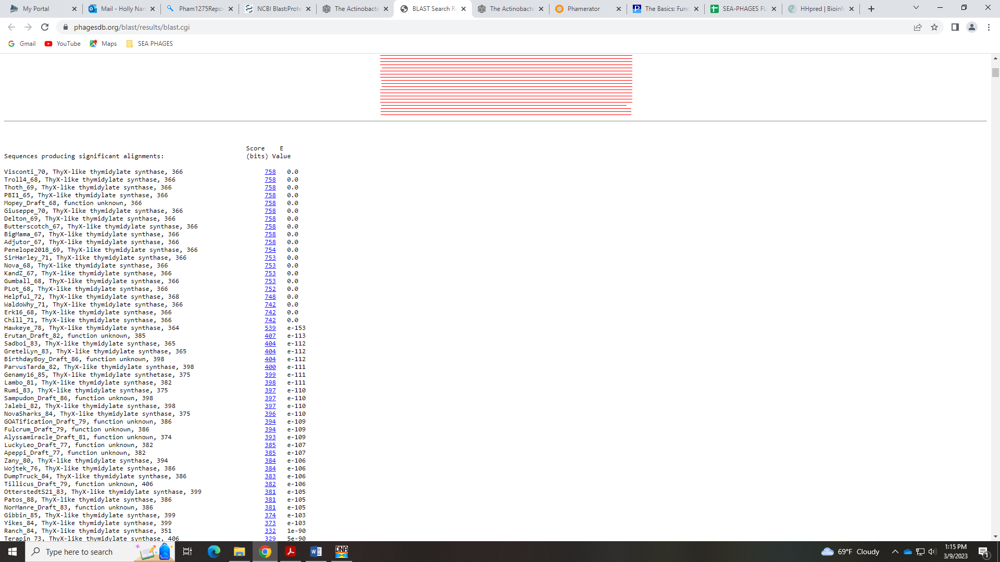 My Portal
Mail - Holly Nan
Pham1275Repo
NCBI Blast:Prote
The Actinobacte
BLAST Search Re
The Actinobacte
Phamerator
The Basics: Func
SEA-PHAGES FU
HHpred | Bioinfo
phagesdb.org/blast/results/blast.cgi
Gmail YouTube Maps SEA PHAGES
Score E
Sequences producing significant alignments: (bits) Value
Visconti_70, ThyX-like thymidylate synthase, 366 758 0.0
Troll4_68, ThyX-like thymidylate synthase, 366 758 0.0
Thoth_69, ThyX-like thymidylate synthase, 366 758 0.0
PBI1_65, ThyX-like thymidylate synthase, 366 758 0.0
Mopey_Draft_68, function unknown, 366 758 0.0
Giuseppe_70, ThyX-like thymidylate synthase, 366 758 0.0
Delton_69, ThyX-like thymidylate synthase, 366 758 0.0
Butterscotch_67, ThyX-like thymidylate synthase, 366 758 0.0
BigMama_67, ThyX-like thymidylate synthase, 366 758 0.0
Adjutor_67, ThyX-like thymidylate synthase, 366 758 0.0
Penelope2018_69, ThyX-like thymidylate synthase, 366 754 0.0
SirHarley_71, ThyX-like thymidylate synthase, 366 753 0.0
Nova_68, ThyX-like thymidylate synthase, 366 753 0.0
KandZ_67, ThyX-like thymidylate synthase, 366 753 0.0
Gumball_68, ThyX-like thymidylate synthase, 366 753 0.0
PLot_68, ThyX-like thymidylate synthase, 366 752 0.0
Helpful_72, ThyX-like thymidylate synthase, 368 748 0.0
WaldoWhy_71, ThyX-like thymidylate synthase, 366 742 0.0
Erk16_68, ThyX-like thymidylate synthase, 366 742 0.0
Chill_71, ThyX-like thymidylate synthase, 366 742 0.0
Hawkeye_78, ThyX-like thymidylate synthase, 364 539 e-153
Erutan_Draft_82, function unknown, 385 407 e-113
Sadboi_83, ThyX-like thymidylate synthase, 365 404 e-112
GretelLyn_83, ThyX-like thymidylate synthase, 365 404 e-112
BirthdayBoy_Draft_86, function unknown, 398 404 e-112
ParvusTarda_82, ThyX-like thymidylate synthase, 398 400 e-111
Genamy16_85, ThyX-like thymidylate synthetase, 375 399 e-111
Lambo_81, ThyX-like thymidylate synthase, 382 398 e-111
Rumi_83, ThyX-like thymidylate synthase, 375 397 e-110
Sampudon_Draft_86, function unknown, 398 397 e-110
Jalebi_82, ThyX-like thymidylate synthase, 398 397 e-110
NovaSharks_84, ThyX-like thymidylate synthase, 375 396 e-110
GOATification_Draft_79, function unknown, 386 394 e-109
Fulcrum_Draft_79, function unknown, 386 394 e-109
Alyssamiracle_Draft_81, function unknown, 374 393 e-109
LuckyLeo_Draft_77, function unknown, 382 385 e-107
Apeppi_Draft_77, function unknown, 382 385 e-107
Zany_80, ThyX-like thymidylate synthase, 394 384 e-106
Wojtek_76, ThyX-like thymidylate synthase, 386 384 e-106
DumpTruck_84, ThyX-like thymidylate synthase, 386 383 e-106
Tillicus_Draft_79, function unknown, 406 382 e-106
OtterstedtS21_83, ThyX-like thymidylate synthase, 399 381 e-105
Patos_88, ThyX-like thymidylate synthase, 386 381 e-105
NorManre_Draft_83, function unknown, 386 381 e-105
Gibbin_85, ThyX-like thymidylate synthase, 399 374 e-103
Yikes_84, ThyX-like thymidylate synthase, 399 373 e-103
Ranch_84, ThyX-like thymidylate synthase, 351 332 1e-90
Terapin_73, ThyX-like thymidylate synthase, 406 329 5e-90
Type here to search
DNA
69°F Cloudy
1:15 PM
3/9/2023
1